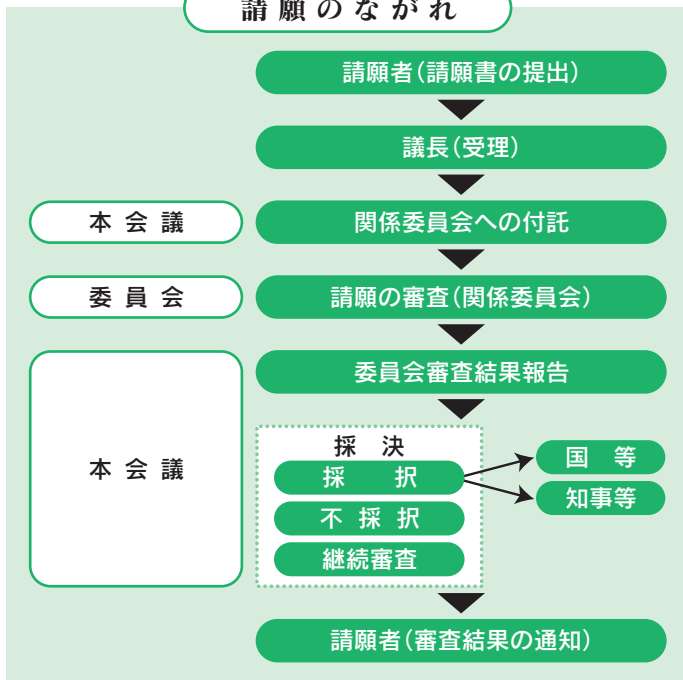 請願のながれ
請願者(請願書の提出)
議長(受理)
本会議
関係委員会への付託
委員会
請願の審査(関係委員会)
委員会審査結果報告
本会議
採決
採択
国等
知事等
不採択
継続審査
請願者(審査結果の通知)